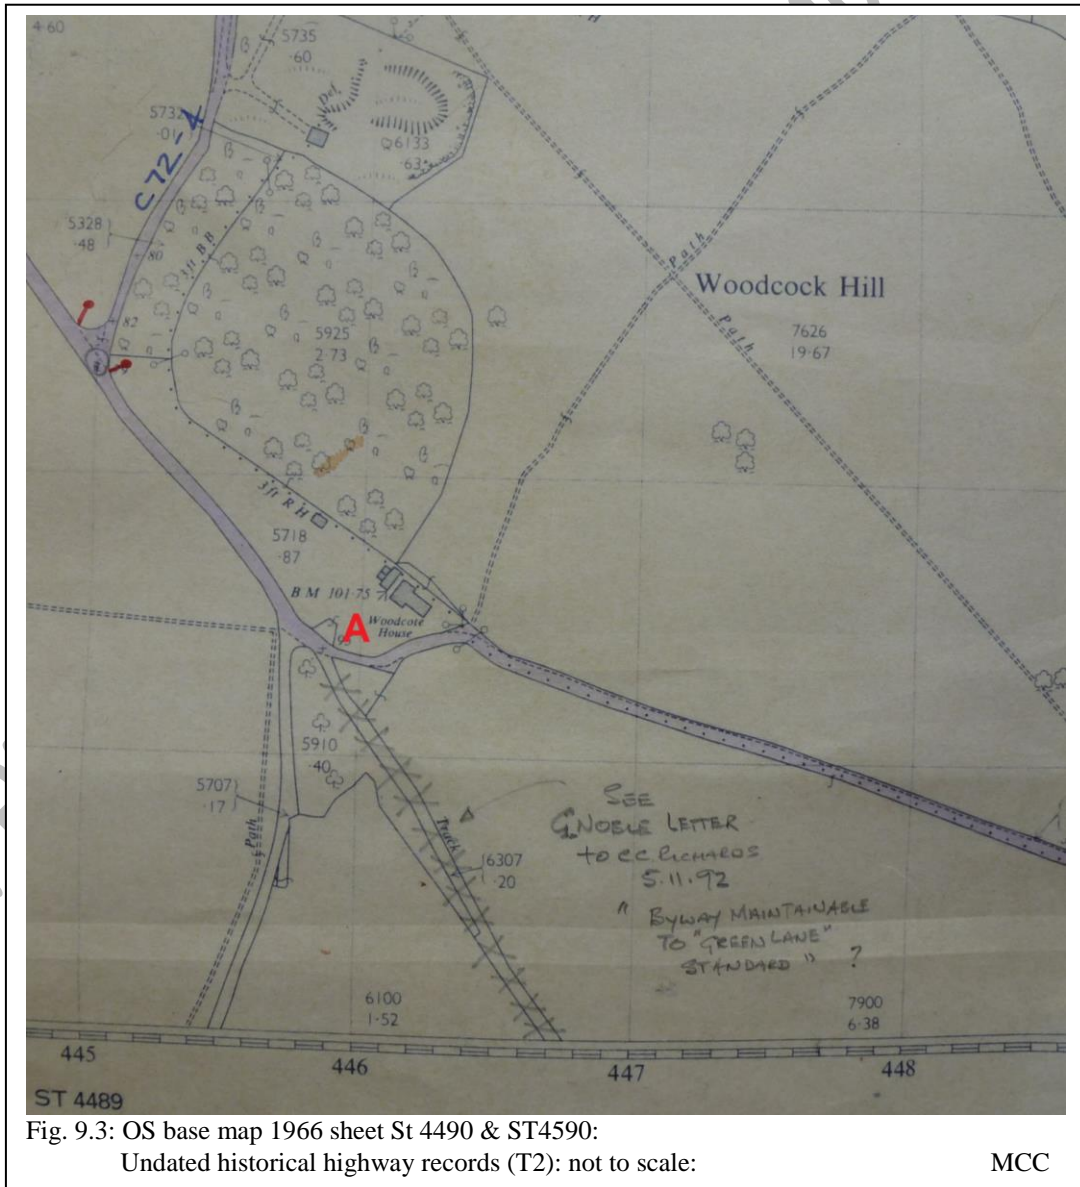 4·60
5735
·60
H
Def
5732
·01
6133
·63
C72-4
5328
·48
80
3ft B B
82
Path
Woodcock Hill
Path
7626
19·67
5925
2·73
3ft R H
5718
·87
B M 101·75
A
Woodcote
House
5910
·40
5707
·17
Path
Track
6307
·20
SEE
G.NOBLE LETTER
TO CC. RICHARDS
5.11.92
" BYWAY MAINTAINABLE
TO "GREEN LANE"
STANDARD " ?
6100
1·52
7900
6·38
445
446
447
448
ST 4489
Fig. 9.3: OS base map 1966 sheet St 4490 & ST4590:
Undated historical highway records (T2): not to scale: MCC